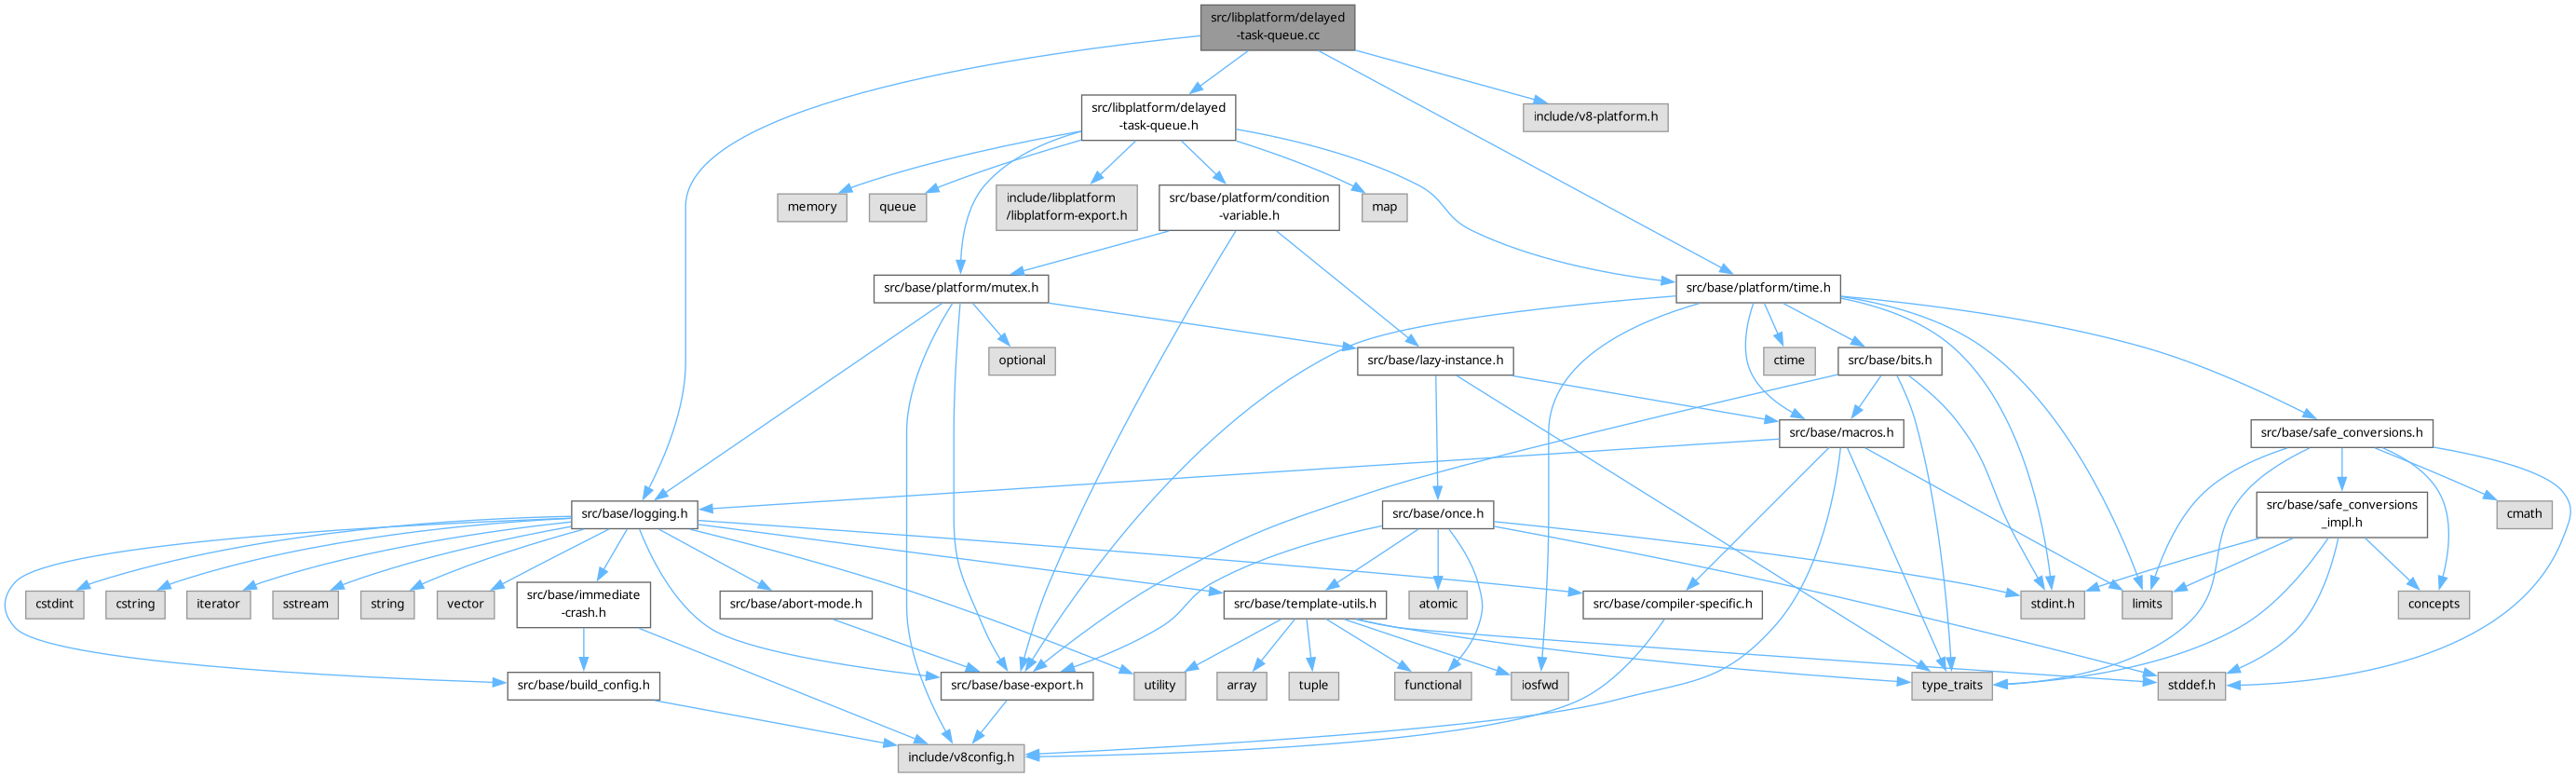 src/libplatform/delayed
-task-queue.cc
src/libplatform/delayed
-task-queue.h
include/v8-platform.h
memory
queue
include/libplatform
/libplatform-export.h
src/base/platform/condition
-variable.h
map
src/base/platform/mutex.h
src/base/platform/time.h
optional
src/base/lazy-instance.h
ctime
src/base/bits.h
src/base/macros.h
src/base/safe_conversions.h
src/base/logging.h
src/base/once.h
src/base/safe_conversions
_impl.h
cmath
cstdint
cstring
iterator
sstream
string
vector
src/base/immediate
-crash.h
src/base/abort-mode.h
src/base/template-utils.h
atomic
src/base/compiler-specific.h
stdint.h
limits
concepts
src/base/build_config.h
src/base/base-export.h
utility
array
tuple
functional
iosfwd
type_traits
stddef.h
include/v8config.h